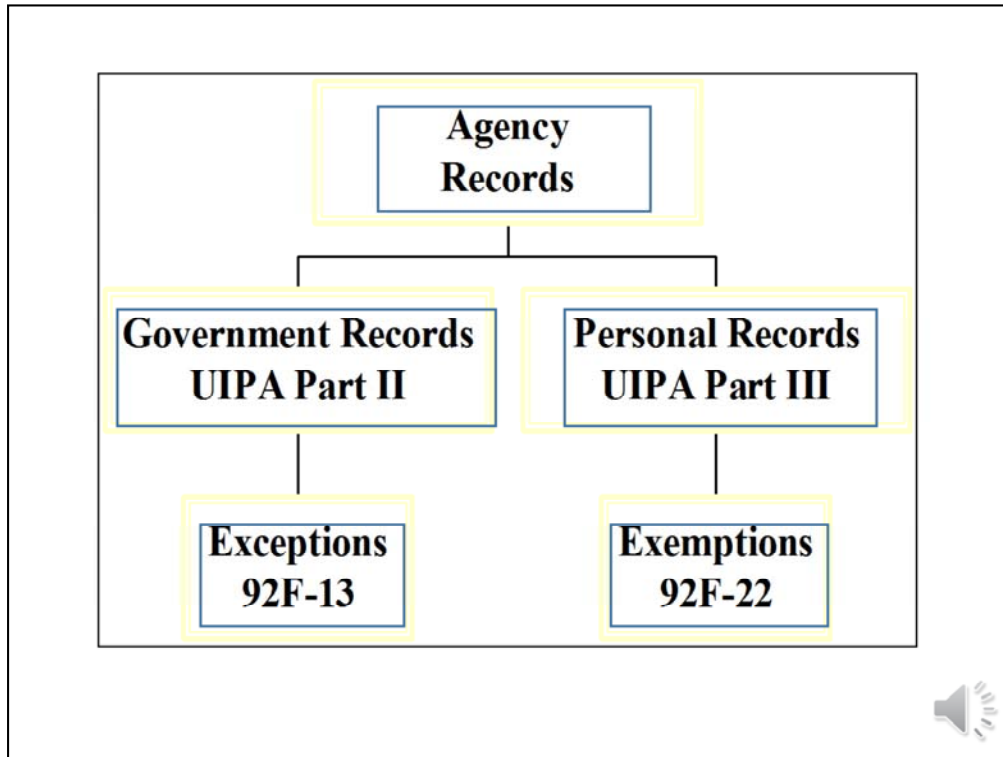 Agency
Records
Government Records
UIPA Part II
Personal Records
UIPA Part III
Exceptions
92F-13
Exemptions
92F-22